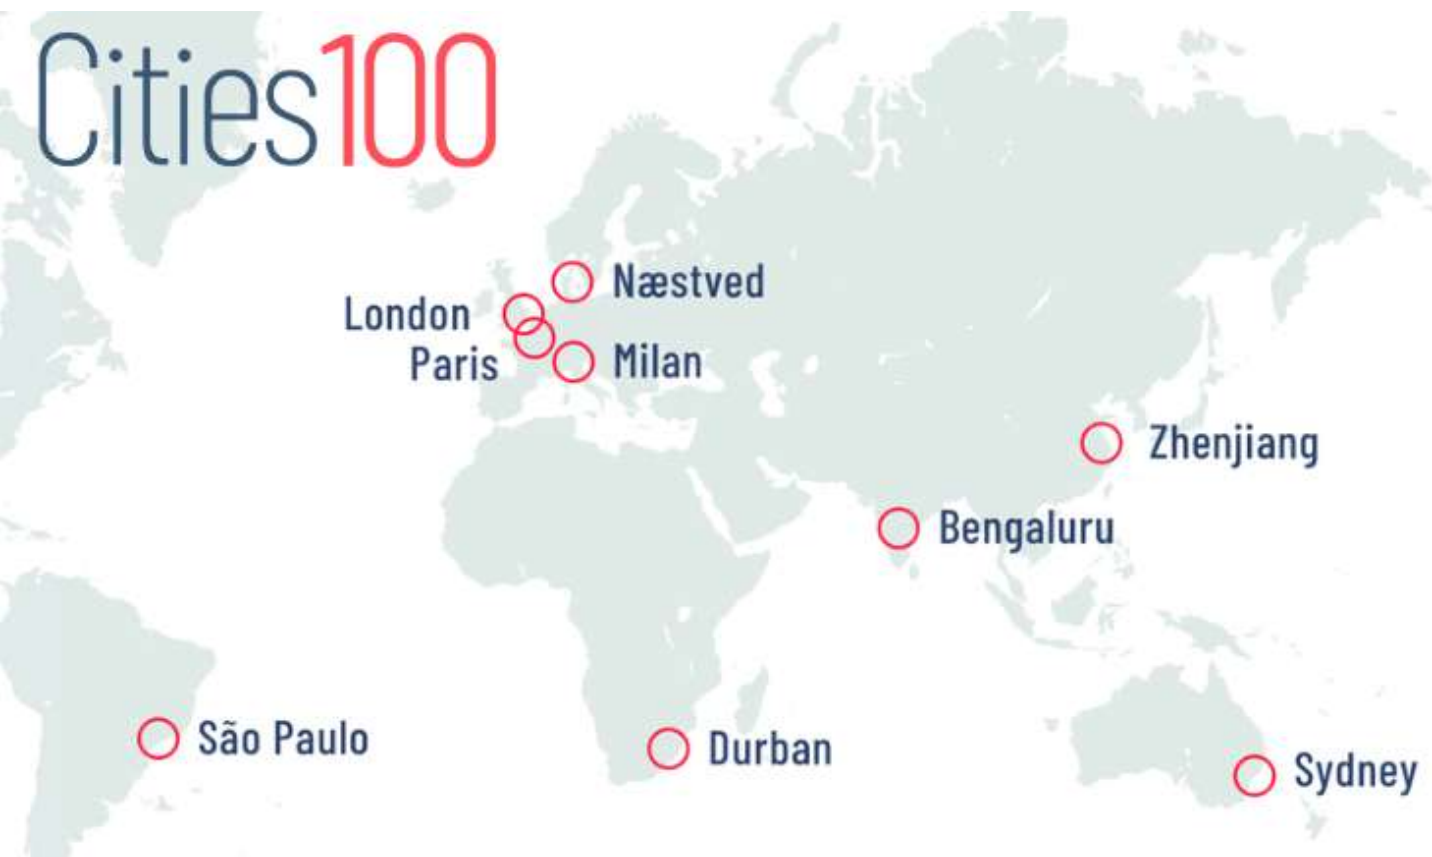 Cities100
Næstved
London
Paris
Milan
Zhenjiang
Bengaluru
São Paulo
Durban
Sydney